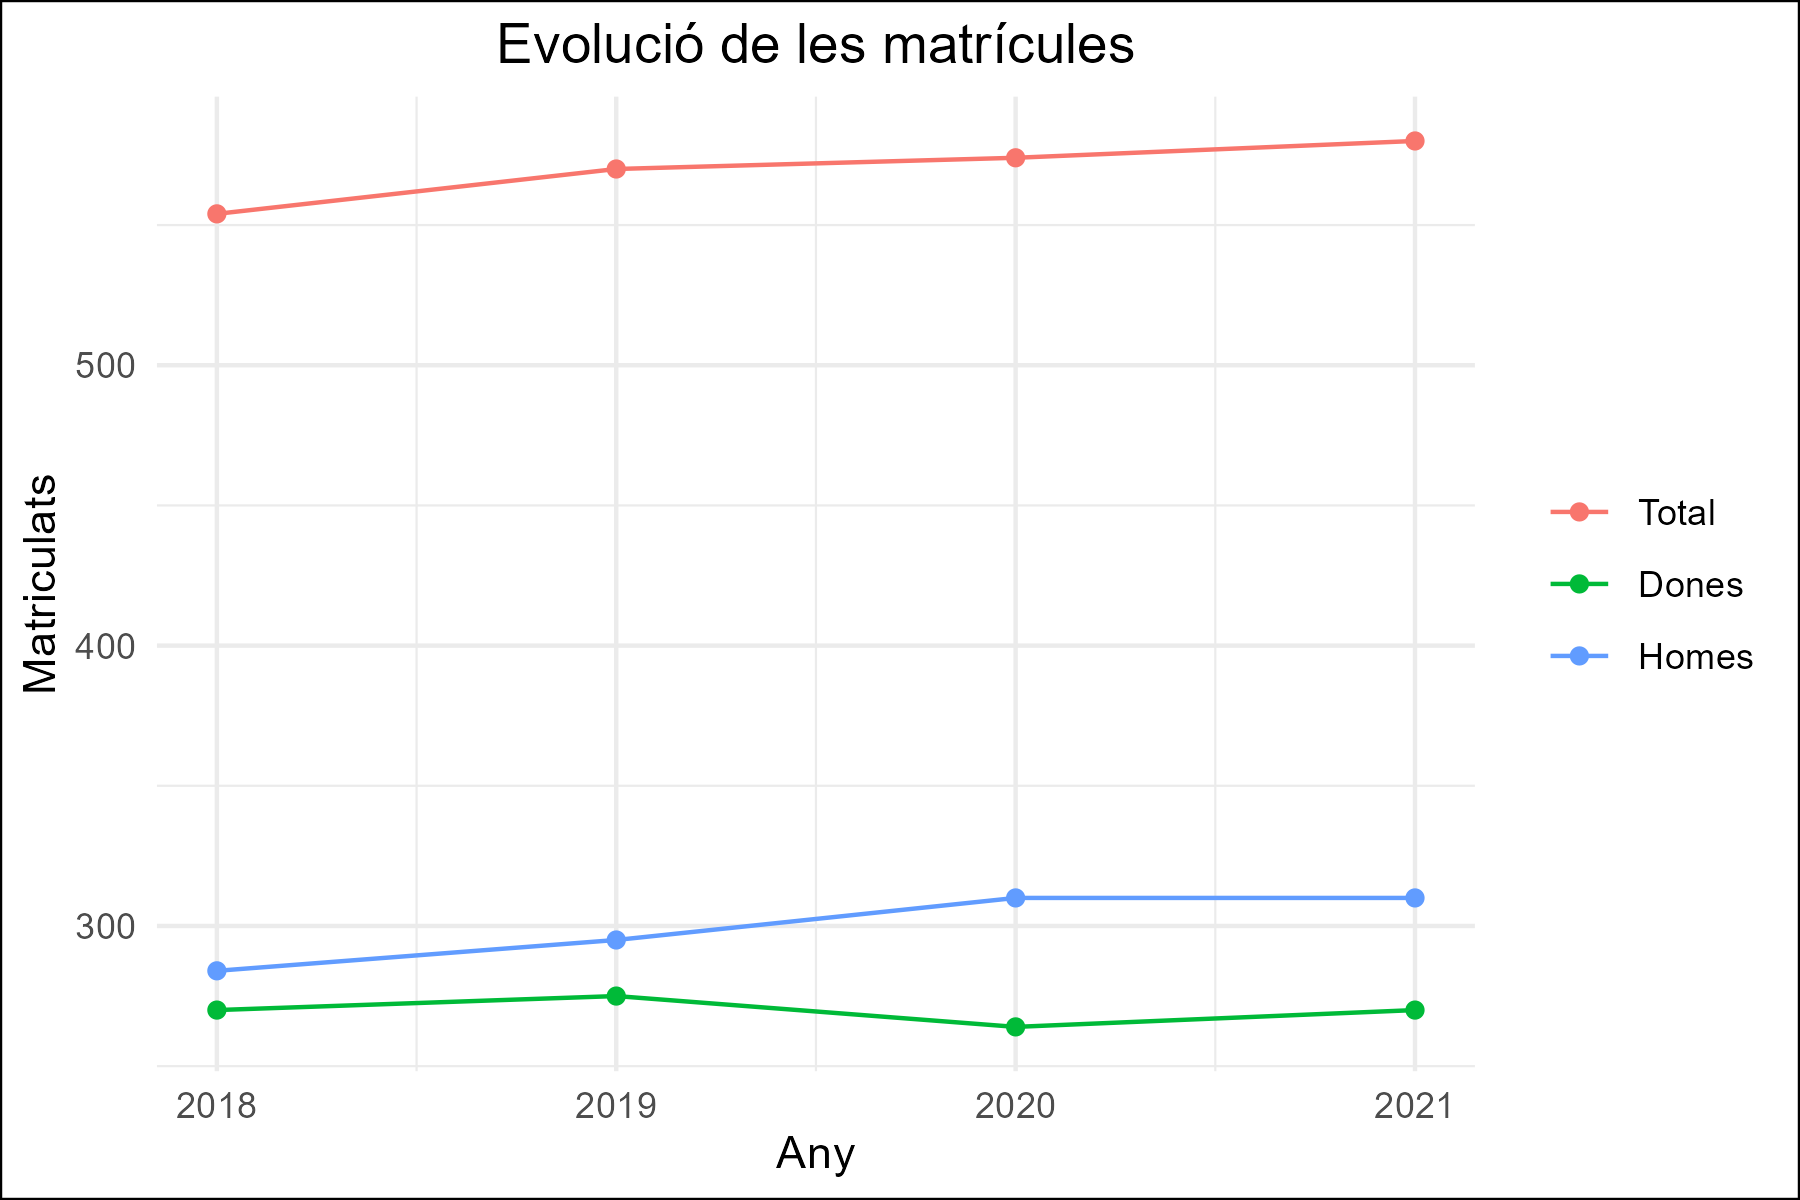 Evolució de les matrícules
Matriculats
500
400
300
2018
2019
2020
2021
Any
Total
Dones
Homes